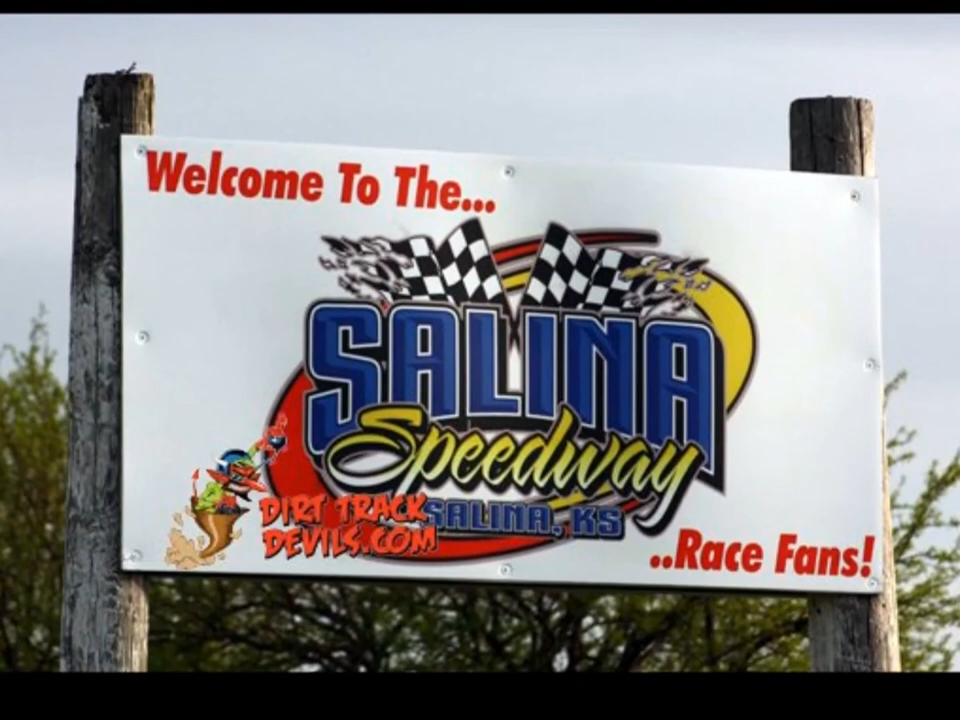 Welcome To The...
SALINA
Speedway
SALINA, KS
DIRT TRACK
DEVILS.COM
..Race Fans!